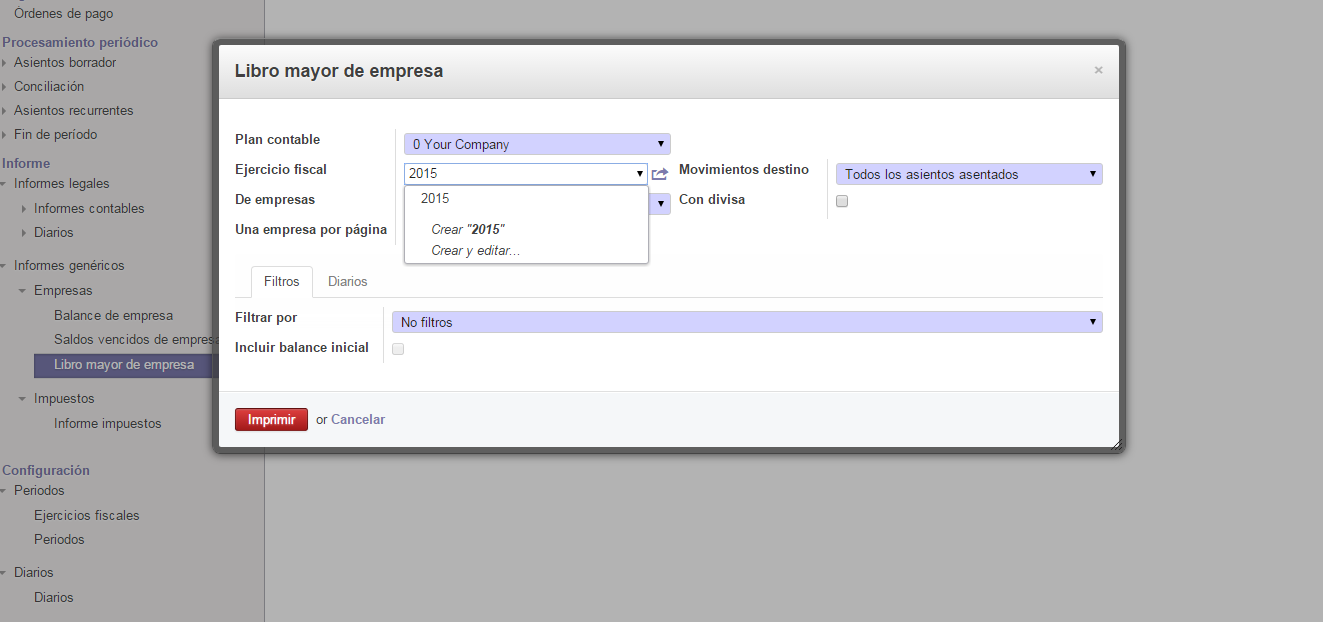 Órdenes de pago
Procesamiento periódico
Asientos borrador
Conciliación
Asientos recurrentes
Fin de período
Informe
Informes legales
Informes contables
Diarios
Informes genéricos
Empresas
Balance de empresa
Saldos vencidos de empresa
Libro mayor de empresa
Impuestos
Informe impuestos
Configuración
Periodos
Ejercicios fiscales
Periodos
Diarios
Diarios
Libro mayor de empresa
×
Plan contable
0 Your Company
Ejercicio fiscal
2015
Movimientos destino
Todos los asientos asentados
De empresas
Con divisa
Una empresa por página
2015
Crear "2015"
Crear y editar...
Filtros
Diarios
Filtrar por
No filtros
Incluir balance inicial
Imprimir or Cancelar